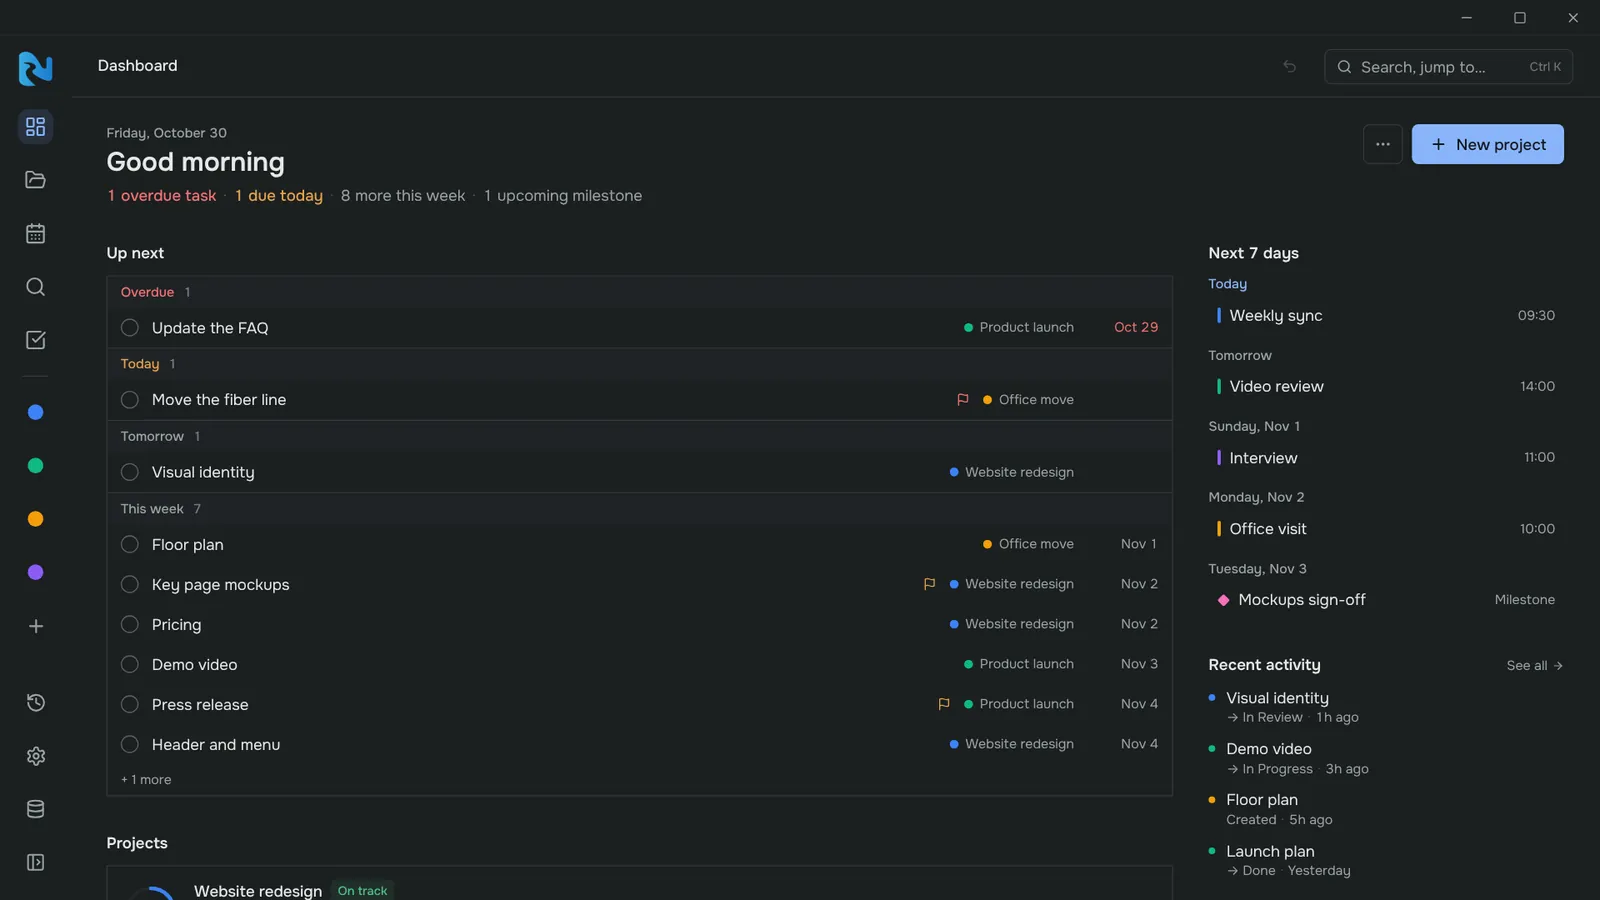 Dashboard
Search, jump to... Ctrl K
Friday, October 30
Good morning
1 overdue task · 1 due today · 8 more this week · 1 upcoming milestone
... + New project
Up next
Overdue 1
Update the FAQ Product launch Oct 29
Today 1
Move the fiber line Office move
Tomorrow 1
Visual identity Website redesign
This week 7
Floor plan Office move Nov 1
Key page mockups Website redesign Nov 2
Pricing Website redesign Nov 2
Demo video Product launch Nov 3
Press release Product launch Nov 4
Header and menu Website redesign Nov 4
+ 1 more
Projects
Website redesign On track
Next 7 days
Today
Weekly sync 09:30
Tomorrow
Video review 14:00
Sunday, Nov 1
Interview 11:00
Monday, Nov 2
Office visit 10:00
Tuesday, Nov 3
Mockups sign-off Milestone
Recent activity See all →
Visual identity
→ In Review · 1h ago
Demo video
→ In Progress · 3h ago
Floor plan
Created · 5h ago
Launch plan
→ Done · Yesterday